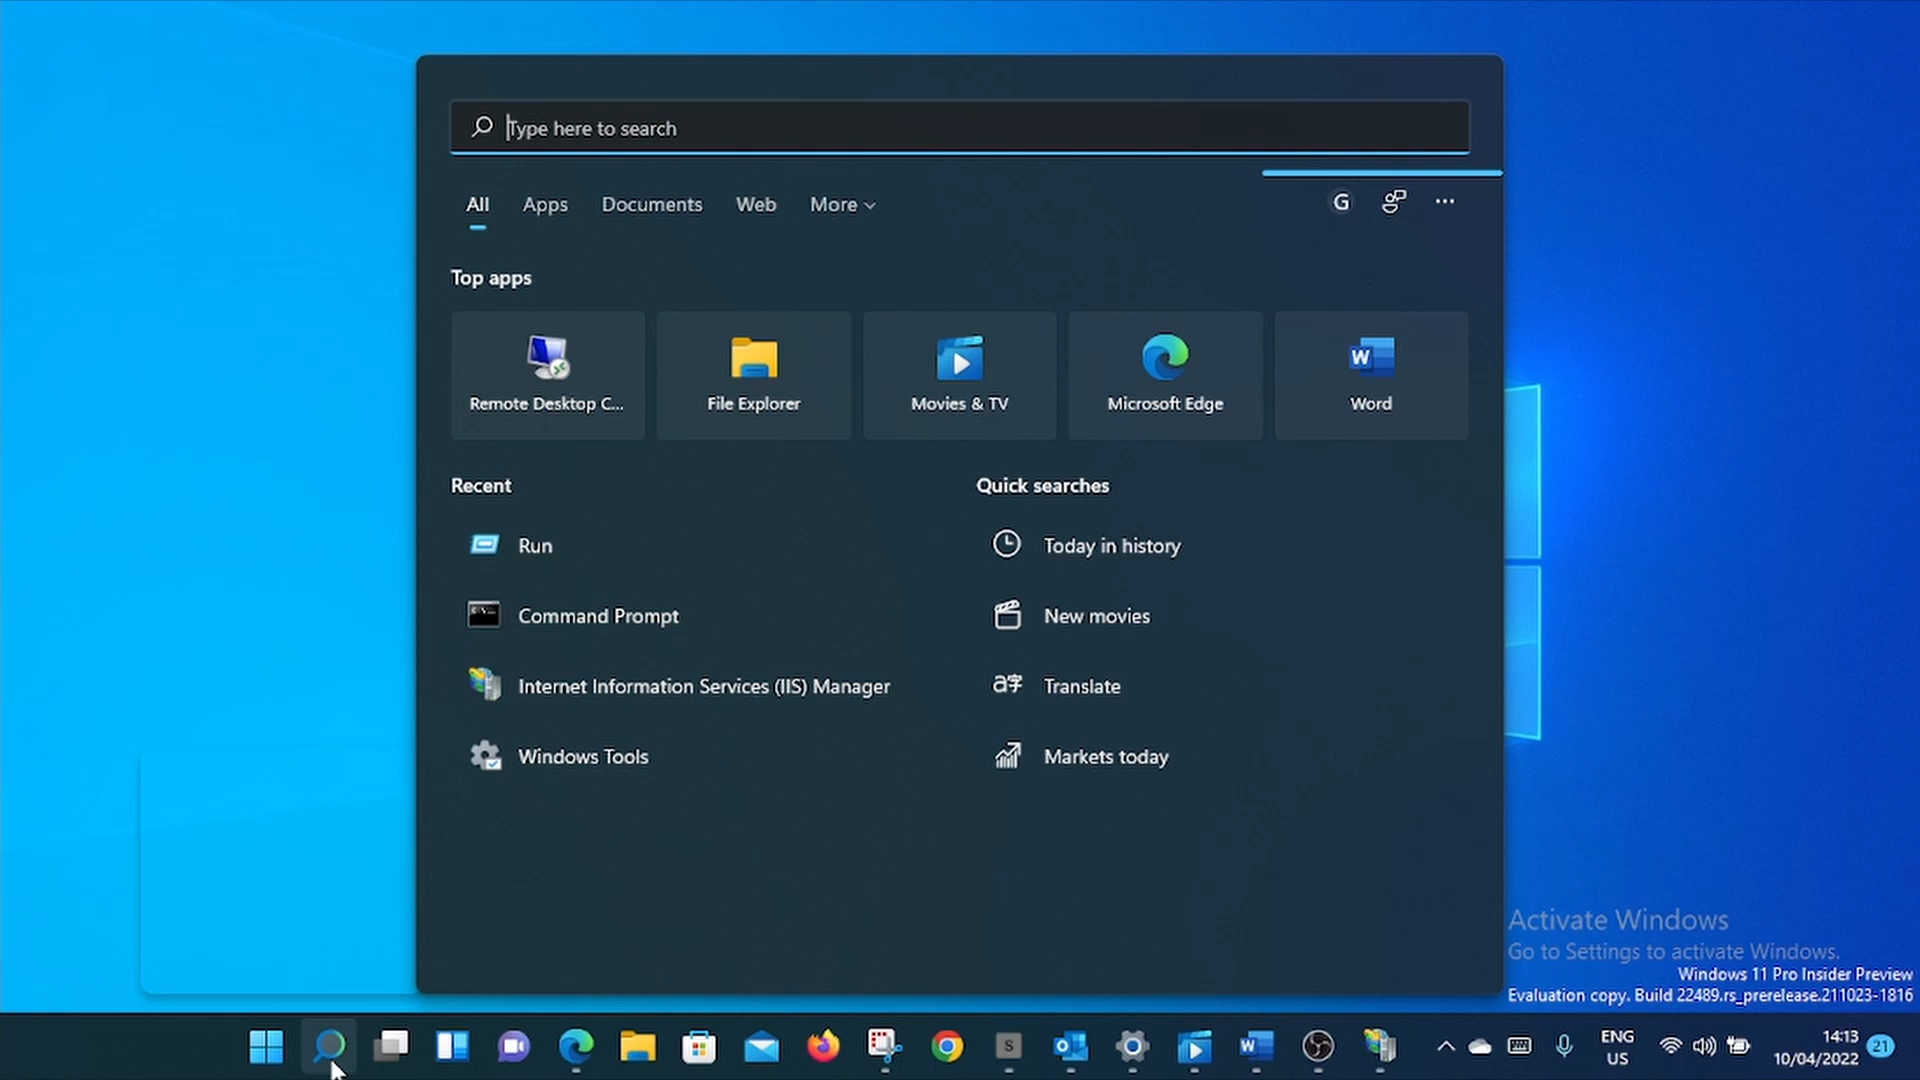 Type here to search
All Apps Documents Web More
G
Top apps
Remote Desktop C... File Explorer Movies & TV Microsoft Edge Word
Recent Quick searches
Run Today in history
Command Prompt New movies
Internet Information Services (IIS) Manager Translate
Windows Tools Markets today
Activate Windows
Go to Settings to activate Windows.
Windows 11 Pro Insider Preview
Evaluation copy. Build 22489.rs_prerelease.211023-1816
ENG 14:13
US 10/04/2022 21